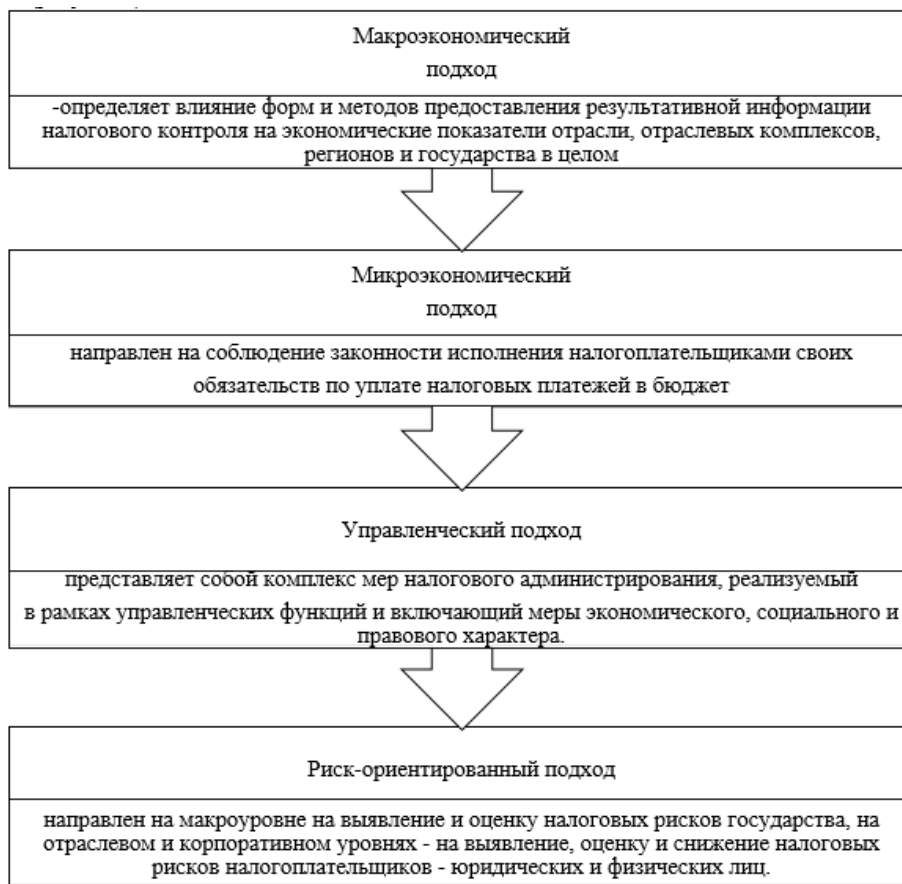 Макроэкономический
подход
-определяет влияние форм и методов предоставления результативной информации
налогового контроля на экономические показатели отрасли, отраслевых комплексов,
регионов и государства в целом
Микроэкономический
подход
направлен на соблюдение законности исполнения налогоплательщиками своих
обязательств по уплате налоговых платежей в бюджет
Управленческий подход
представляет собой комплекс мер налогового администрирования, реализуемый
в рамках управленческих функций и включающий меры экономического, социального и
правового характера.
Риск-ориентированный подход
направлен на макроуровне на выявление и оценку налоговых рисков государства, на
отраслевом и корпоративном уровнях - на выявление, оценку и снижение налоговых
рисков налогоплательщиков - юридических и физических лиц.